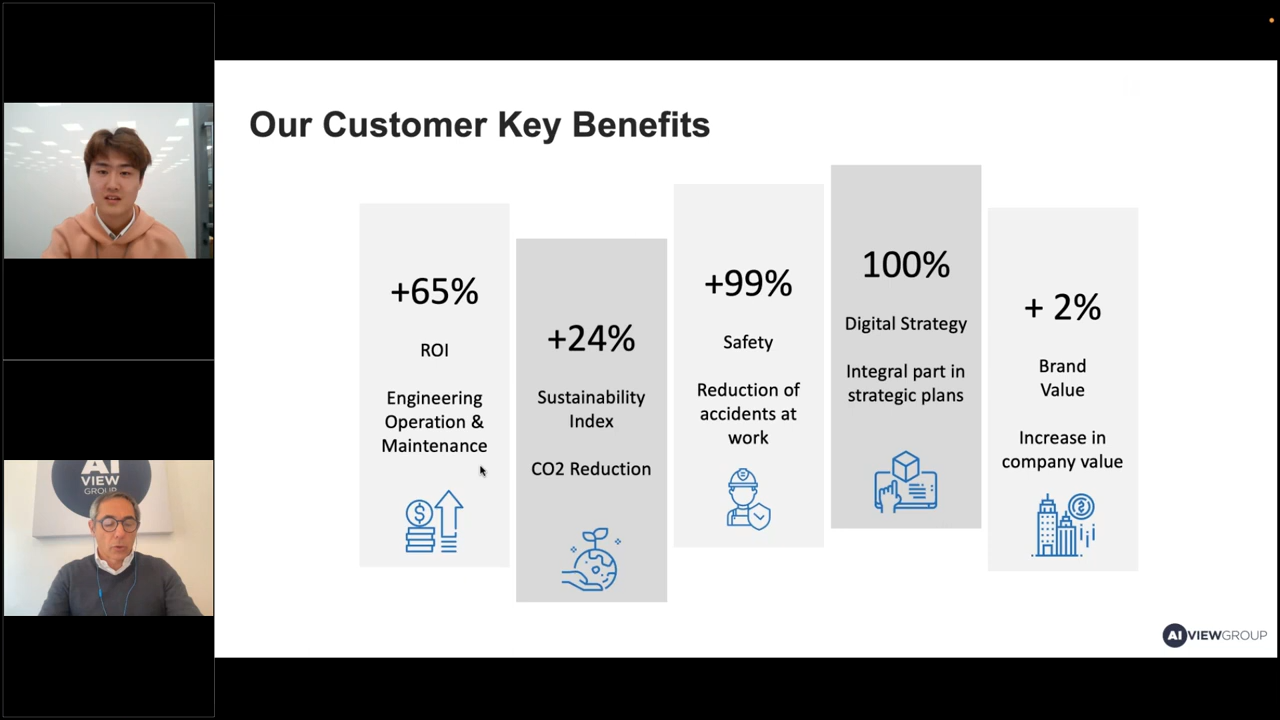 Our Customer Key Benefits
+65%
ROI
Engineering
Operation &
Maintenance
+24%
Sustainability
Index
CO2 Reduction
+99%
Safety
Reduction of
accidents at
work
100%
Digital Strategy
Integral part in
strategic plans
+ 2%
Brand
Value
Increase in
company value
AI
VIEW
GROUP
AI VIEWGROUP